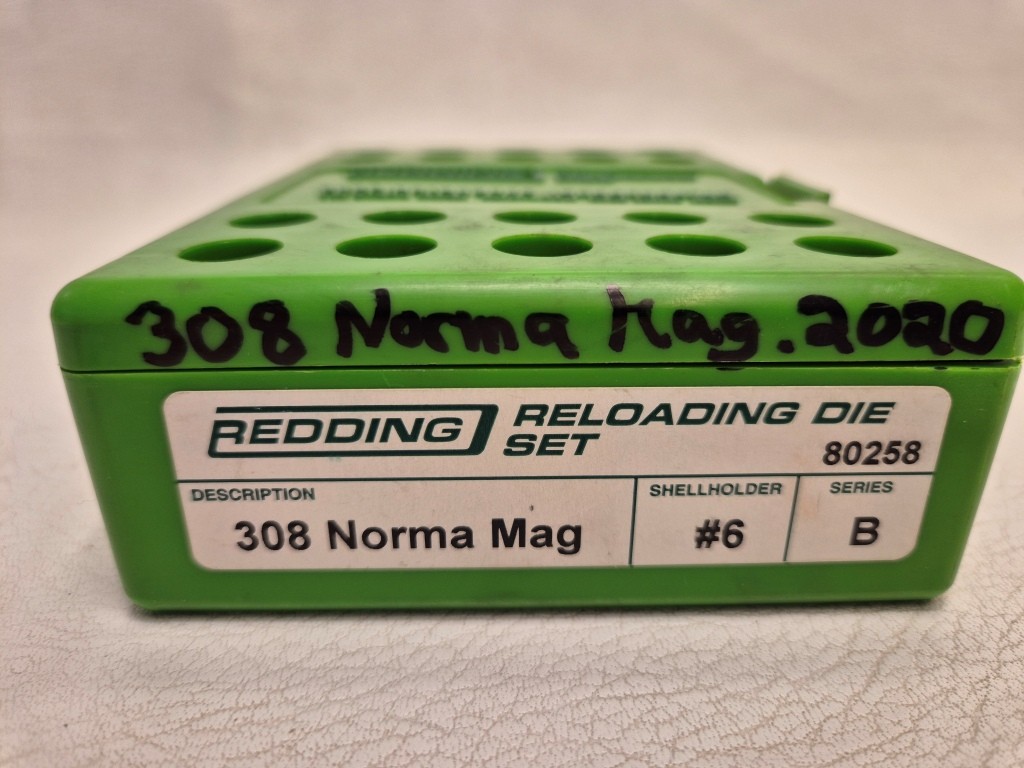 308 Norma Mag. 2020
REDDING RELOADING DIE
SET
80258
DESCRIPTION
308 Norma Mag
SHELLHOLDER
#6
SERIES
B